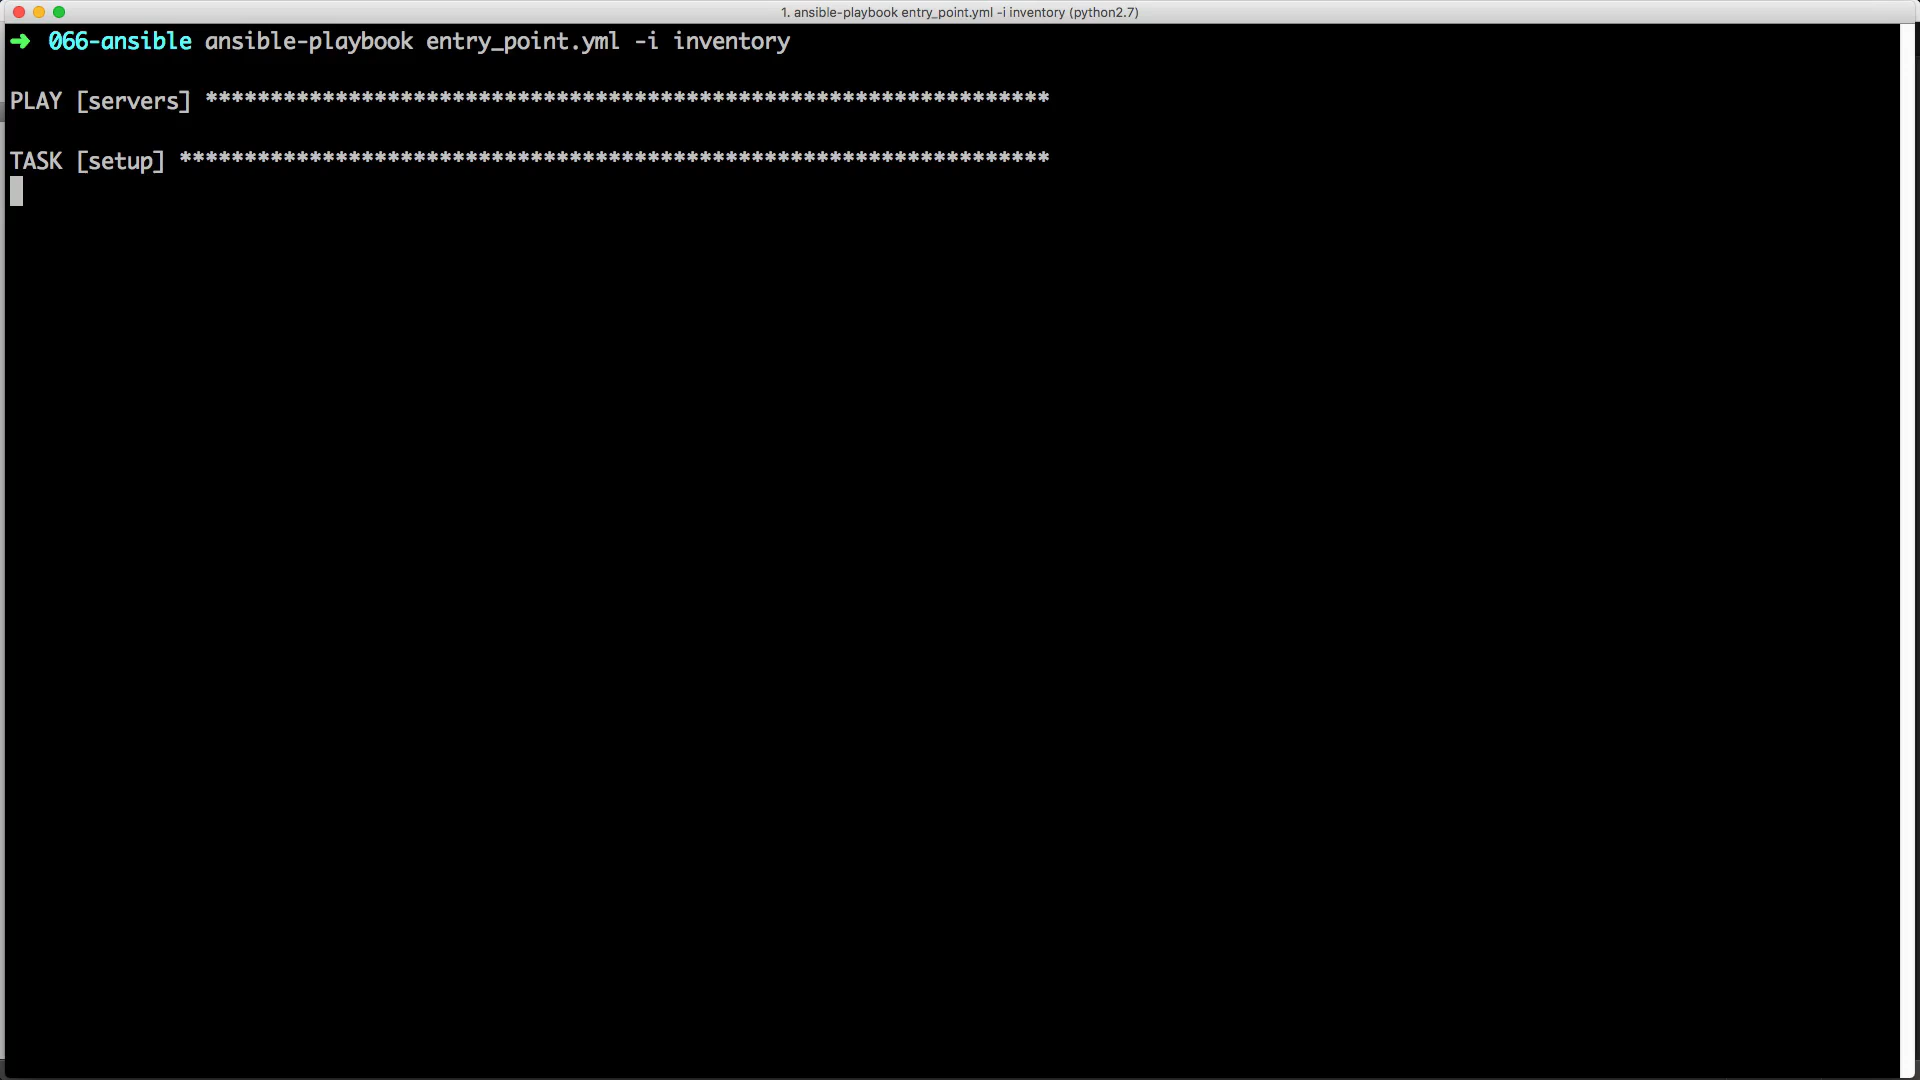 1. ansible-playbook entry_point.yml -i inventory (python2.7)
➜ 066-ansible ansible-playbook entry_point.yml -i inventory
PLAY [servers] *****************************************************************
TASK [setup] *******************************************************************